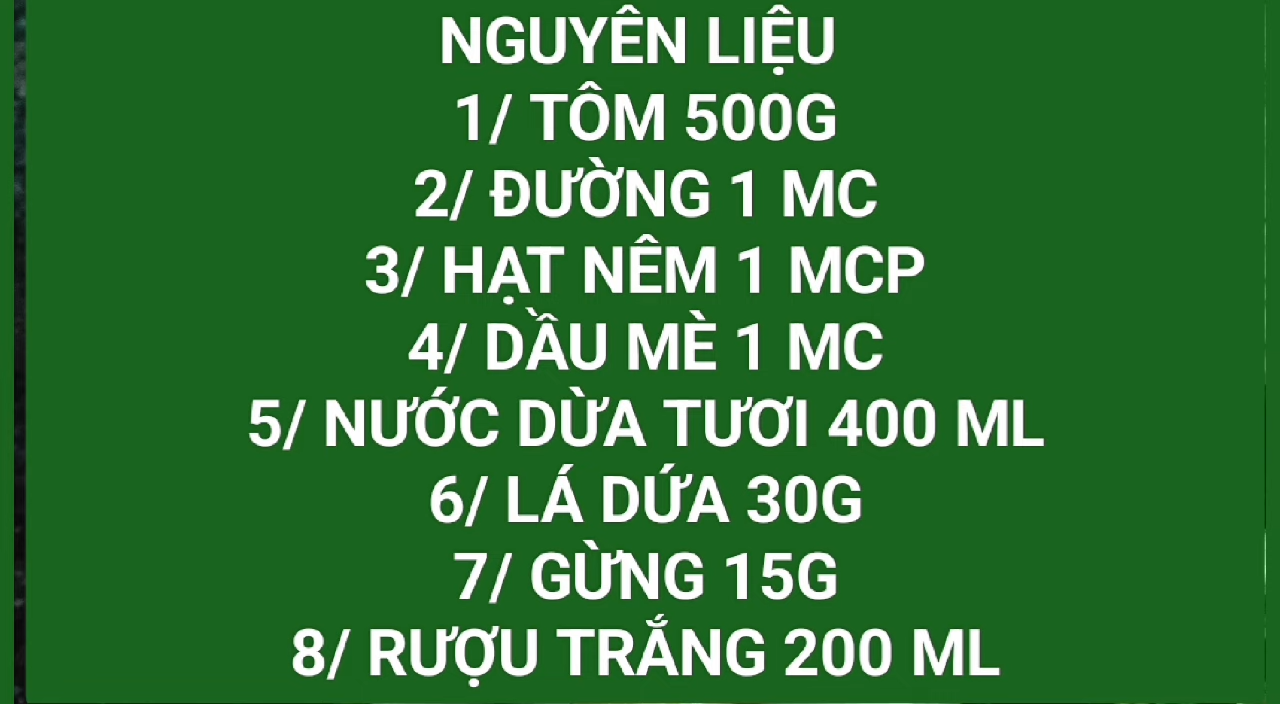 NGUYÊN LIỆU
1/ TÔM 500G
2/ ĐƯỜNG 1 MC
3/ HẠT NÊM 1 MCP
4/ DẦU MÈ 1 MC
5/ NƯỚC DỪA TƯƠI 400 ML
6/ LÁ DỨA 30G
7/ GỪNG 15G
8/ RƯỢU TRẮNG 200 ML